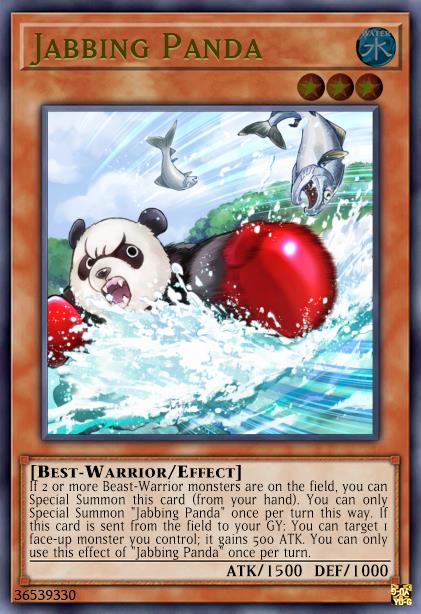 JABBING PANDA
WATER
水
[BEST-WARRIOR/EFFECT]
If 2 or more Beast-Warrior monsters are on the field, you can
Special Summon this card (from your hand). You can only
Special Summon "Jabbing Panda" once per turn this way. If
this card is sent from the field to your GY: You can target 1
face-up monster you control; it gains 500 ATK. You can only
use this effect of "Jabbing Panda" once per turn.
ATK/1500 DEF/1000
36539330